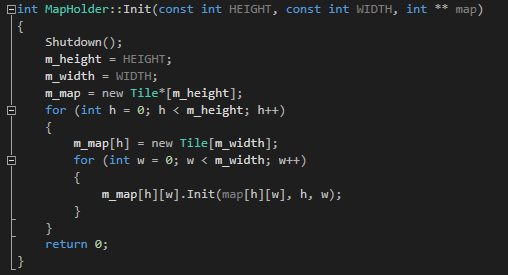 int MapHolder::Init(const int HEIGHT, const int WIDTH, int ** map)
{
    Shutdown();
    m_height = HEIGHT;
    m_width = WIDTH;
    m_map = new Tile*[m_height];
    for (int h = 0; h < m_height; h++)
    {
        m_map[h] = new Tile[m_width];
        for (int w = 0; w < m_width; w++)
        {
            m_map[h][w].Init(map[h][w], h, w);
        }
    }
    return 0;
}